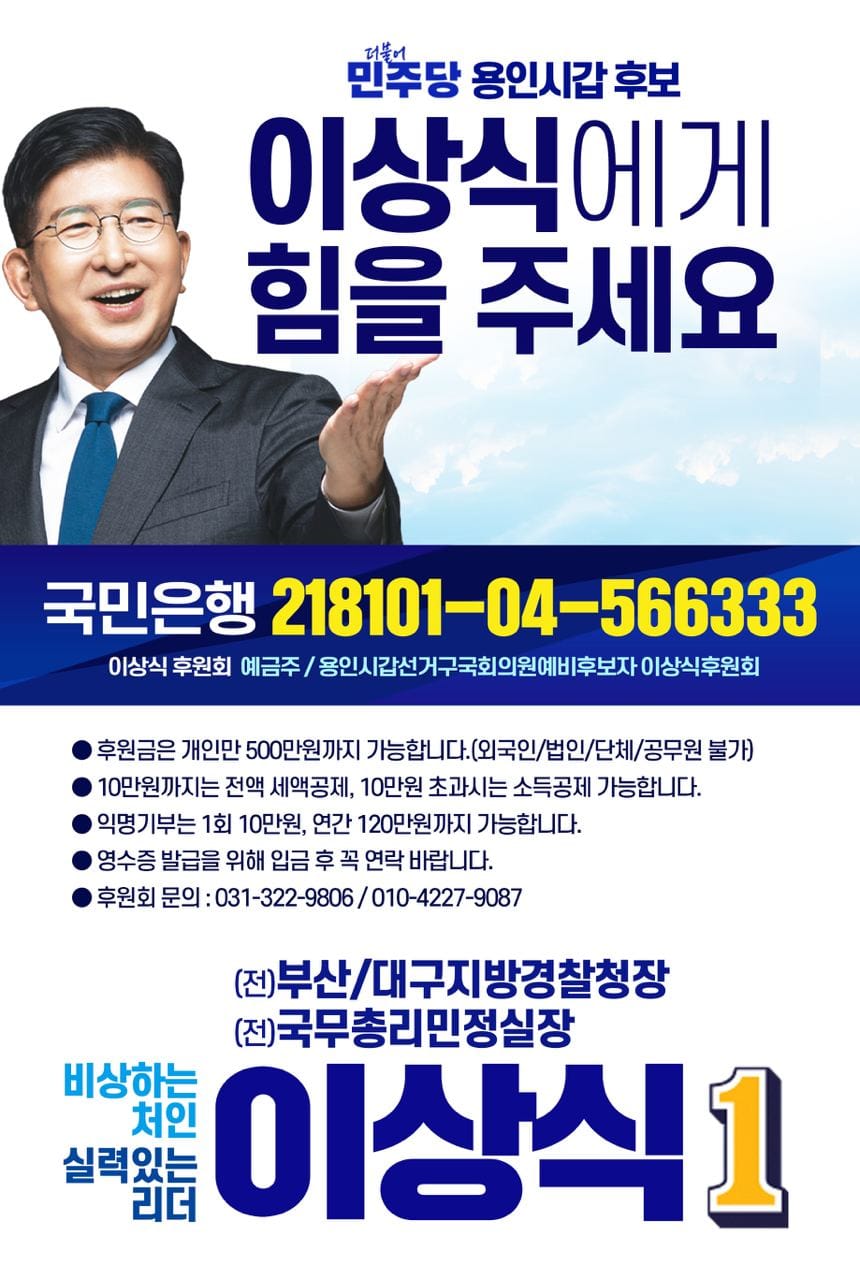 더불어
민주당 용인시갑 후보
이상식에게
힘을 주세요
국민은행 218101-04-566333
이상식 후원회 예금주 / 용인시갑선거구국회의원예비후보자 이상식후원회
● 후원금은 개인만 500만원까지 가능합니다.(외국인/법인/단체/공무원 불가)
● 10만원까지는 전액 세액공제, 10만원 초과시는 소득공제 가능합니다.
● 익명기부는 1회 10만원, 연간 120만원까지 가능합니다.
● 영수증 발급을 위해 입금 후 꼭 연락 바랍니다.
● 후원회 문의 : 031-322-9806 / 010-4227-9087
(전)부산/대구지방경찰청장
(전)국무총리민정실장
비상하는
처인
실력있는
리더
이상식 1